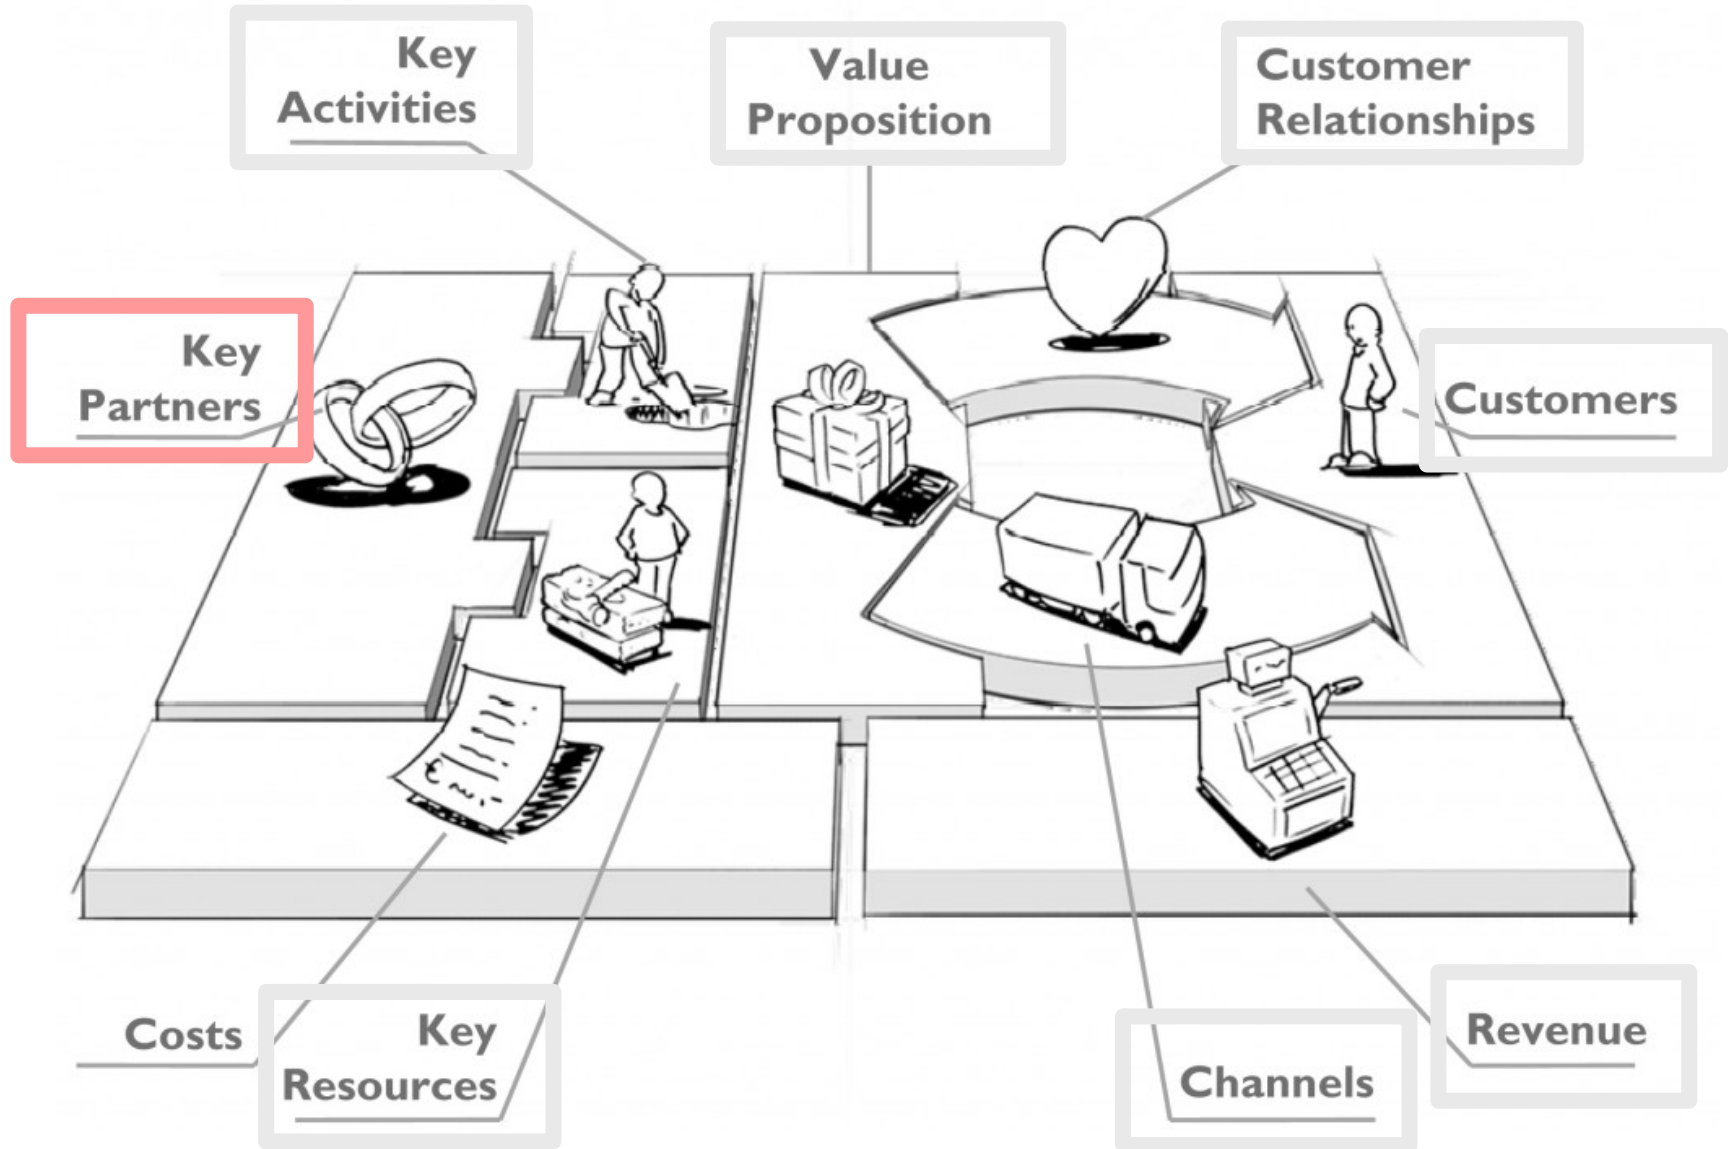 Key
Activities
Value
Proposition
Customer
Relationships
Key
Partners
Customers
Costs
Key
Resources
Channels
Revenue